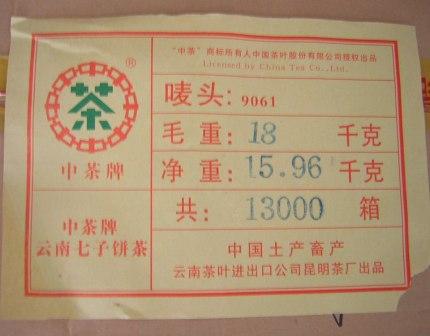 "中茶"商标所有人中国茶叶股份有限公司授权出品
Licensed by China Tea Co.,Ltd.
®
茶
中茶牌
唛头: 9061
毛重: 18 千克
净重: 15.96 千克
共: 13000 箱
中茶牌
云南七子饼茶
中国土产畜产
云南茶叶进出口公司昆明茶厂出品